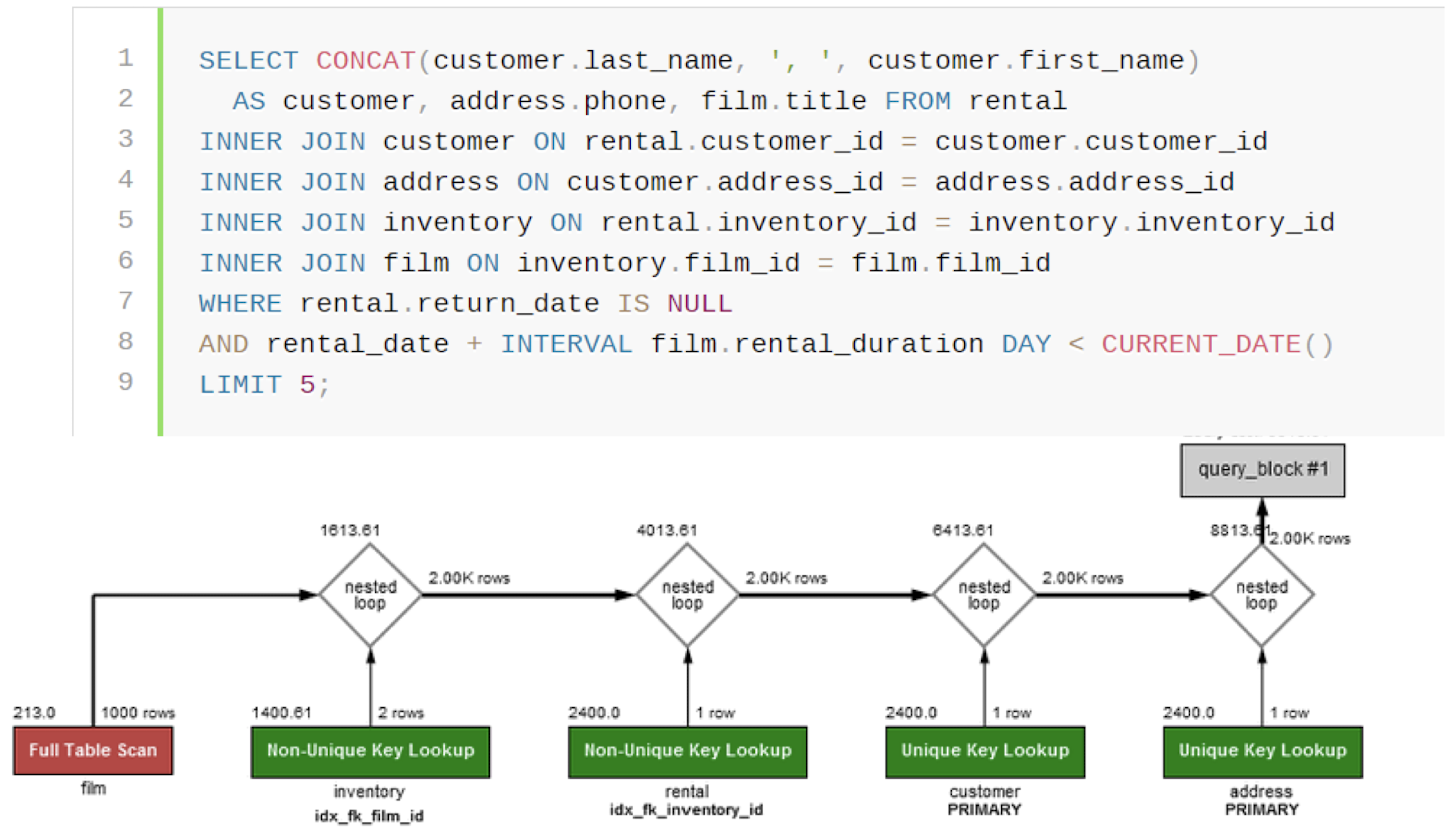 1 SELECT CONCAT(customer.last_name, ', ', customer.first_name)
2 AS customer, address.phone, film.title FROM rental
3 INNER JOIN customer ON rental.customer_id = customer.customer_id
4 INNER JOIN address ON customer.address_id = address.address_id
5 INNER JOIN inventory ON rental.inventory_id = inventory.inventory_id
6 INNER JOIN film ON inventory.film_id = film.film_id
7 WHERE rental.return_date IS NULL
8 AND rental_date + INTERVAL film.rental_duration DAY < CURRENT_DATE()
9 LIMIT 5;
query_block #1
1613.61
4013.61
6413.61
8813.61
2.00K rows
nested
loop
2.00K rows
nested
loop
2.00K rows
nested
loop
2.00K rows
nested
loop
213.0
1000 rows
1400.61
2 rows
2400.0
1 row
2400.0
1 row
2400.0
1 row
Full Table Scan
Non-Unique Key Lookup
Non-Unique Key Lookup
Unique Key Lookup
Unique Key Lookup
film
inventory
idx_fk_film_id
rental
idx_fk_inventory_id
customer
PRIMARY
address
PRIMARY